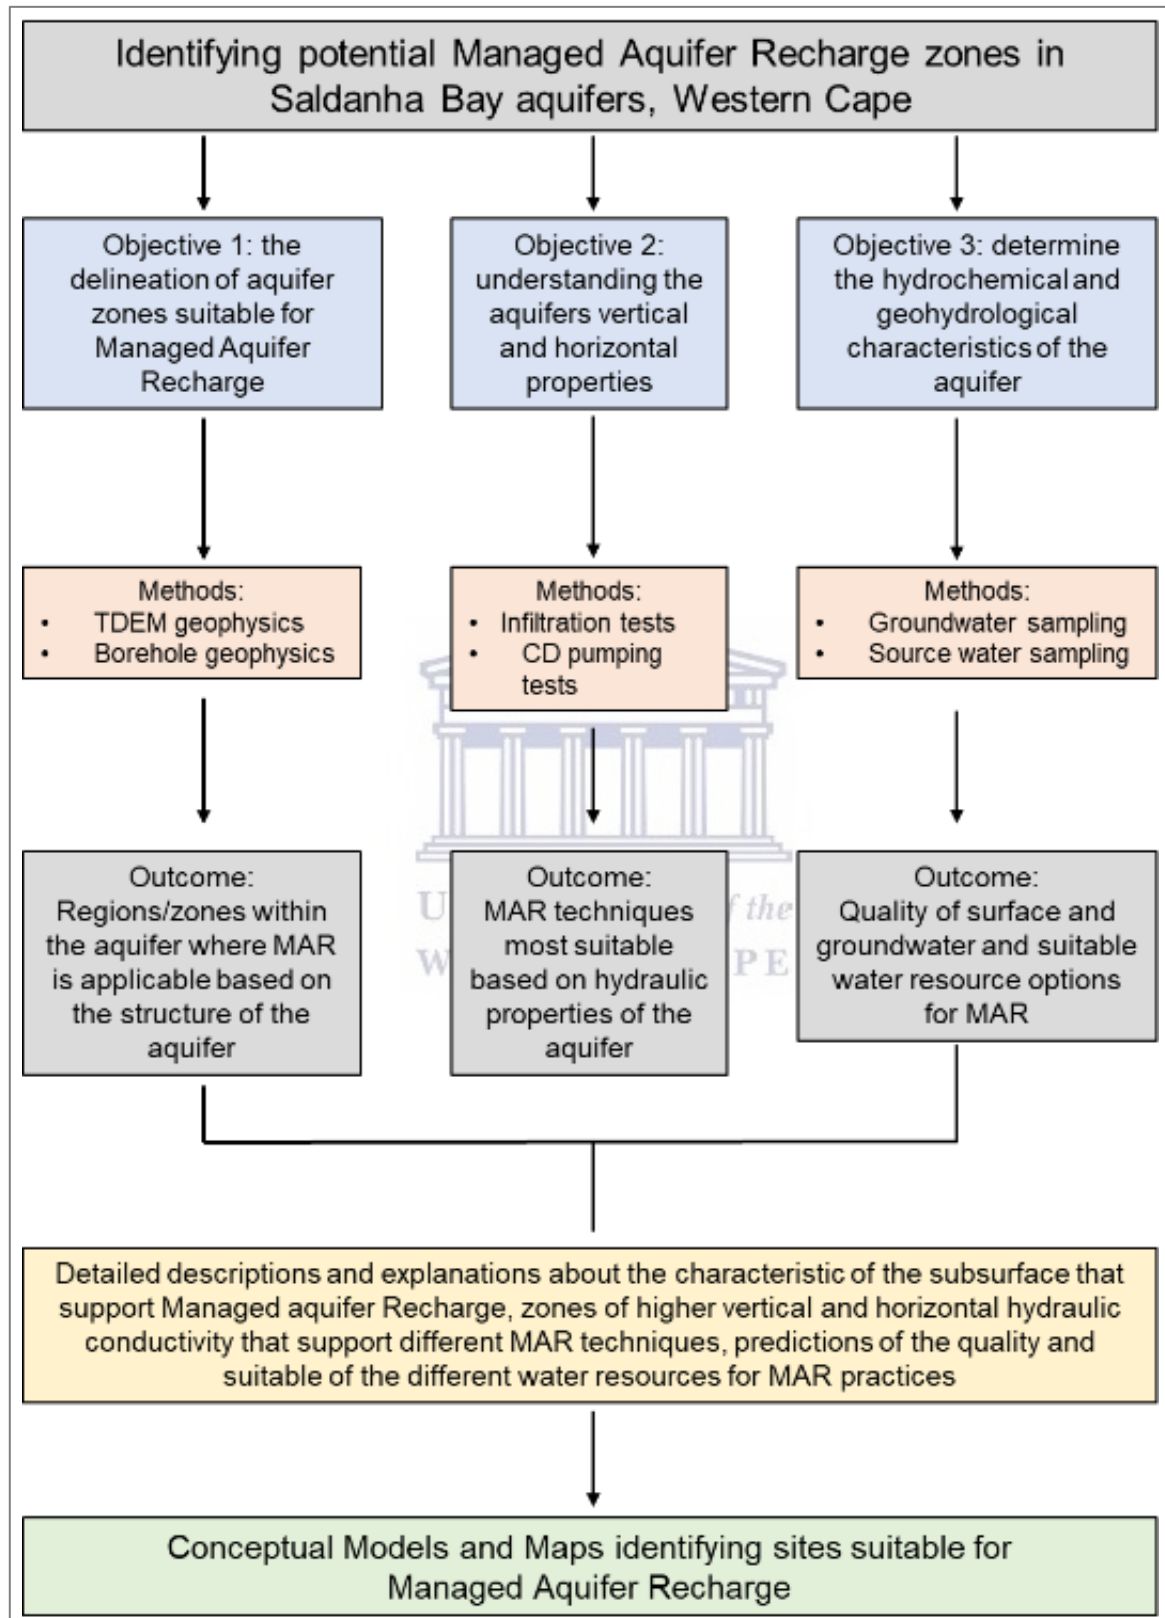 Identifying potential Managed Aquifer Recharge zones in
Saldanha Bay aquifers, Western Cape
Objective 1: the
delineation of aquifer
zones suitable for
Managed Aquifer
Recharge
Objective 2:
understanding the
aquifers vertical
and horizontal
properties
Objective 3: determine
the hydrochemical and
geohydrological
characteristics of the
aquifer
Methods:
• TDEM geophysics
• Borehole geophysics
Methods:
• Infiltration tests
• CD pumping
tests
Methods:
• Groundwater sampling
• Source water sampling
Outcome:
Regions/zones within
the aquifer where MAR
is applicable based on
the structure of the
aquifer
Outcome:
MAR techniques
most suitable
based on hydraulic
properties of the
aquifer
Outcome:
Quality of surface and
groundwater and suitable
water resource options
for MAR
the
Detailed descriptions and explanations about the characteristic of the subsurface that
support Managed aquifer Recharge, zones of higher vertical and horizontal hydraulic
conductivity that support different MAR techniques, predictions of the quality and
suitable of the different water resources for MAR practices
Conceptual Models and Maps identifying sites suitable for
Managed Aquifer Recharge